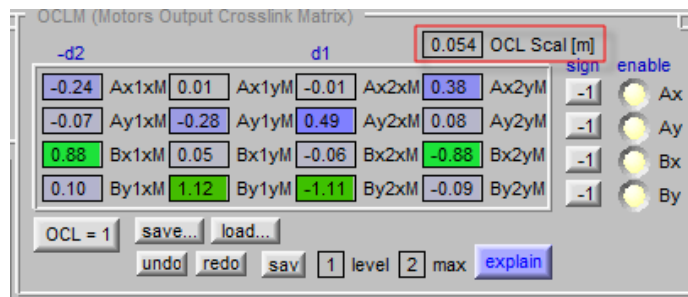 OCLM (Motors Output Crosslink Matrix)
-d2 d1 0.054 OCL Scal [m]
sign enable
-0.24 Ax1xM 0.01 Ax1yM -0.01 Ax2xM 0.38 Ax2yM -1 Ax
-0.07 Ay1xM -0.28 Ay1yM 0.49 Ay2xM 0.08 Ay2yM -1 Ay
0.88 Bx1xM 0.05 Bx1yM -0.06 Bx2xM -0.88 Bx2yM -1 Bx
0.10 By1xM 1.12 By1yM -1.11 By2xM -0.09 By2yM -1 By
OCL = 1 save... load...
undo redo sav 1 level 2 max explain